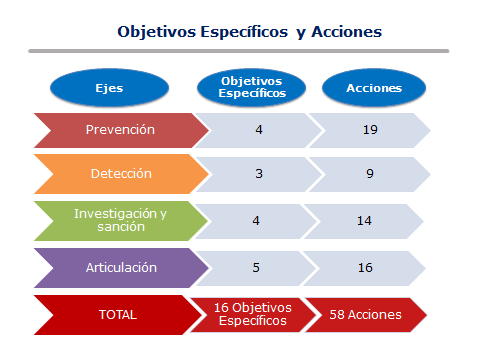 Objetivos Específicos y Acciones
Ejes
Objetivos
Específicos
Acciones
Prevención
4
19
Detección
3
9
Investigación y
sanción
4
14
Articulación
5
16
TOTAL
16 Objetivos
Específicos
58 Acciones